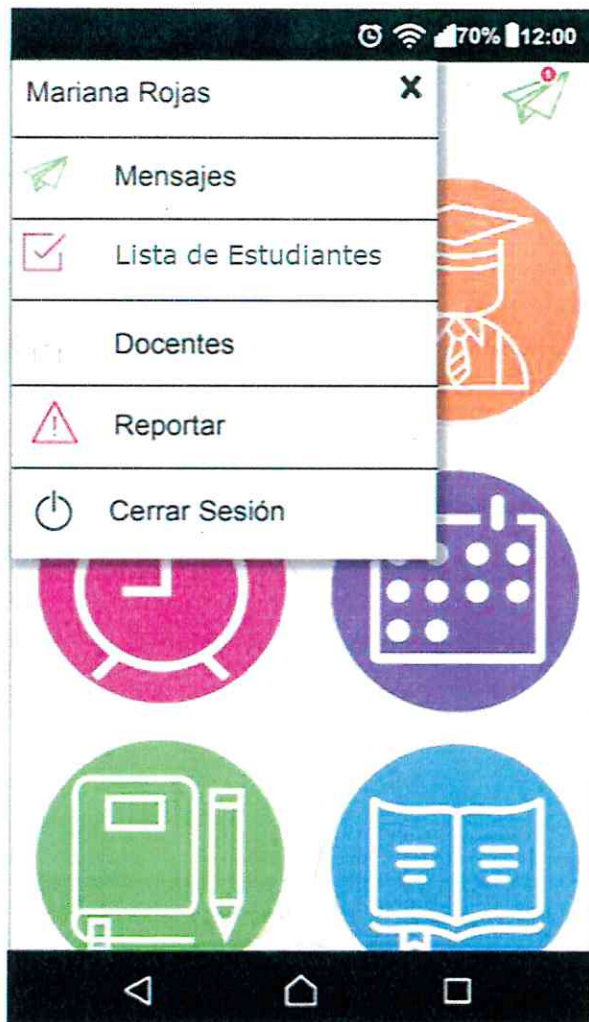 70% 12:00
Mariana Rojas X
Mensajes
Lista de Estudiantes
Docentes
Reportar
Cerrar Sesión